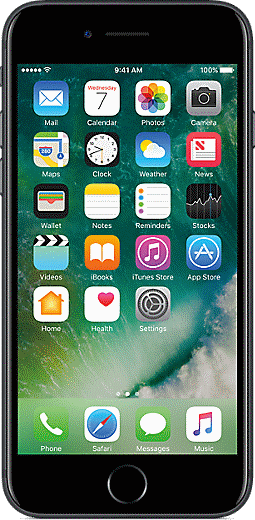 9:41 AM 100%
Wednesday
7
Mail Calendar Photos Camera
280
Maps Clock Weather News
Wallet Notes Reminders Stocks
Videos iBooks iTunes Store App Store
Home Health Settings
Phone Safari Messages Music